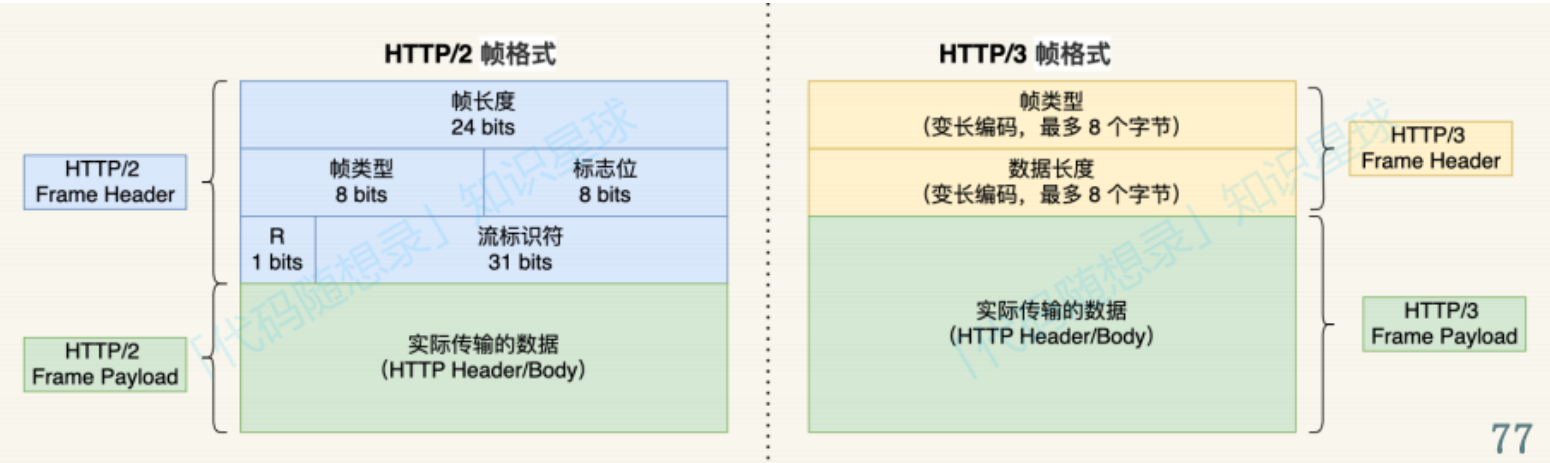 HTTP/2 帧格式
HTTP/2
Frame Header
帧长度
24 bits
帧类型
8 bits
标志位
8 bits
R
1 bits
流标识符
31 bits
HTTP/2
Frame Payload
实际传输的数据
（HTTP Header/Body）
HTTP/3 帧格式
帧类型
（变长编码，最多 8 个字节）
数据长度
（变长编码，最多 8 个字节）
HTTP/3
Frame Header
实际传输的数据
（HTTP Header/Body）
HTTP/3
Frame Payload
「代码随想录」知识星球
「代码随想录」知识星球
77